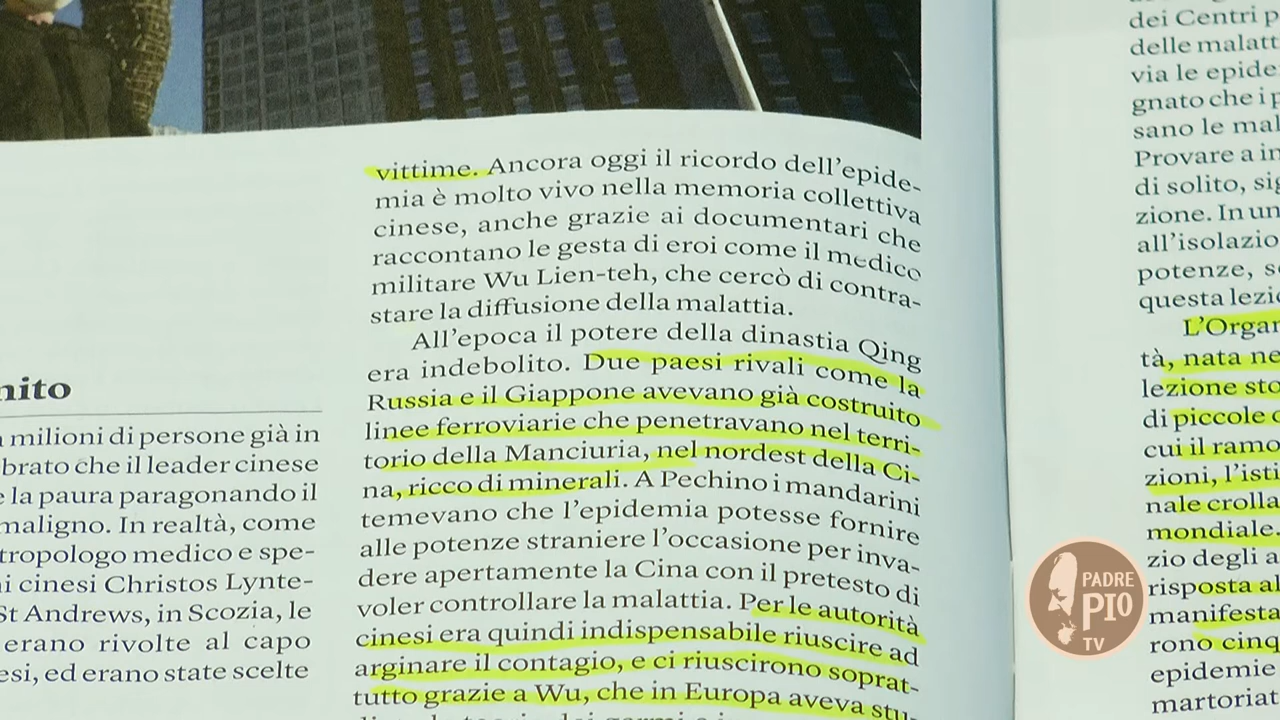 nito
milioni di persone già in
brato che il leader cinese
e la paura paragonando il
maligno. In realtà, come
tropologo medico e spe-
ni cinesi Christos Lynte-
St Andrews, in Scozia, le
erano rivolte al capo
esi, ed erano state scelte
vittime. Ancora oggi il ricordo dell'epide-
mia è molto vivo nella memoria collettiva
cinese, anche grazie ai documentari che
raccontano le gesta di eroi come il medico
militare Wu Lien-teh, che cercò di contra-
stare la diffusione della malattia.
All'epoca il potere della dinastia Qing
era indebolito. Due paesi rivali come la
Russia e il Giappone avevano già costruito
linee ferroviarie che penetravano nel terri-
torio della Manciuria, nel nordest della Ci-
na, ricco di minerali. A Pechino i mandarini
temevano che l'epidemia potesse fornire
alle potenze straniere l'occasione per inva-
dere apertamente la Cina con il pretesto di
voler controllare la malattia. Per le autorità
cinesi era quindi indispensabile riuscire ad
arginare il contagio, e ci riuscirono soprat-
tutto grazie a Wu, che in Europa aveva stu-
dei Centri p
delle malatt
via le epide
gnato che i p
sano le mal
Provare a in
di solito, sig
zione. In un
all'isolazio
potenze, se
questa lezio
L'Organ
tà, nata ne
lezione sto
di piccole
cui il ramo
zioni, l'isti
nale crolla
mondiale.
zio degli a
risposta al
manifesta
rono cinq
epidemie
martoriat
PADRE
PIO
TV